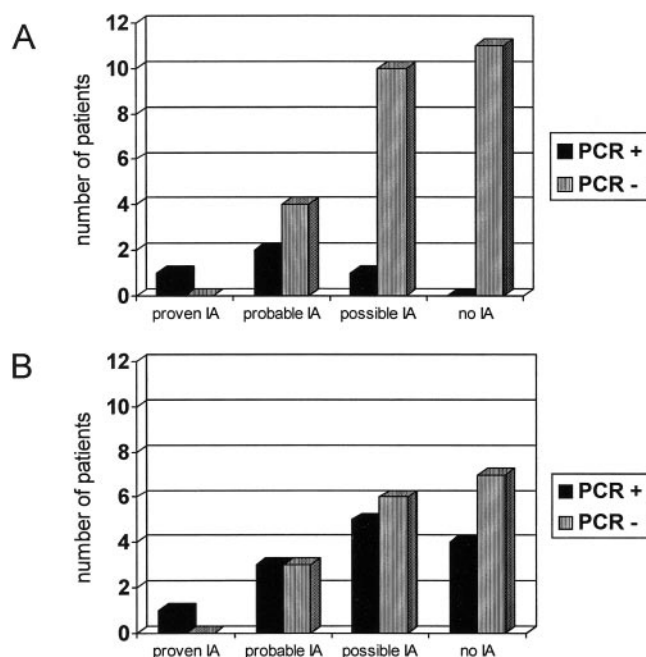 A
12
10
8
6
4
2
0
number of patients
proven IA
probable IA
possible IA
no IA
PCR +
PCR -
B
12
10
8
6
4
2
0
number of patients
proven IA
probable IA
possible IA
no IA
PCR +
PCR -